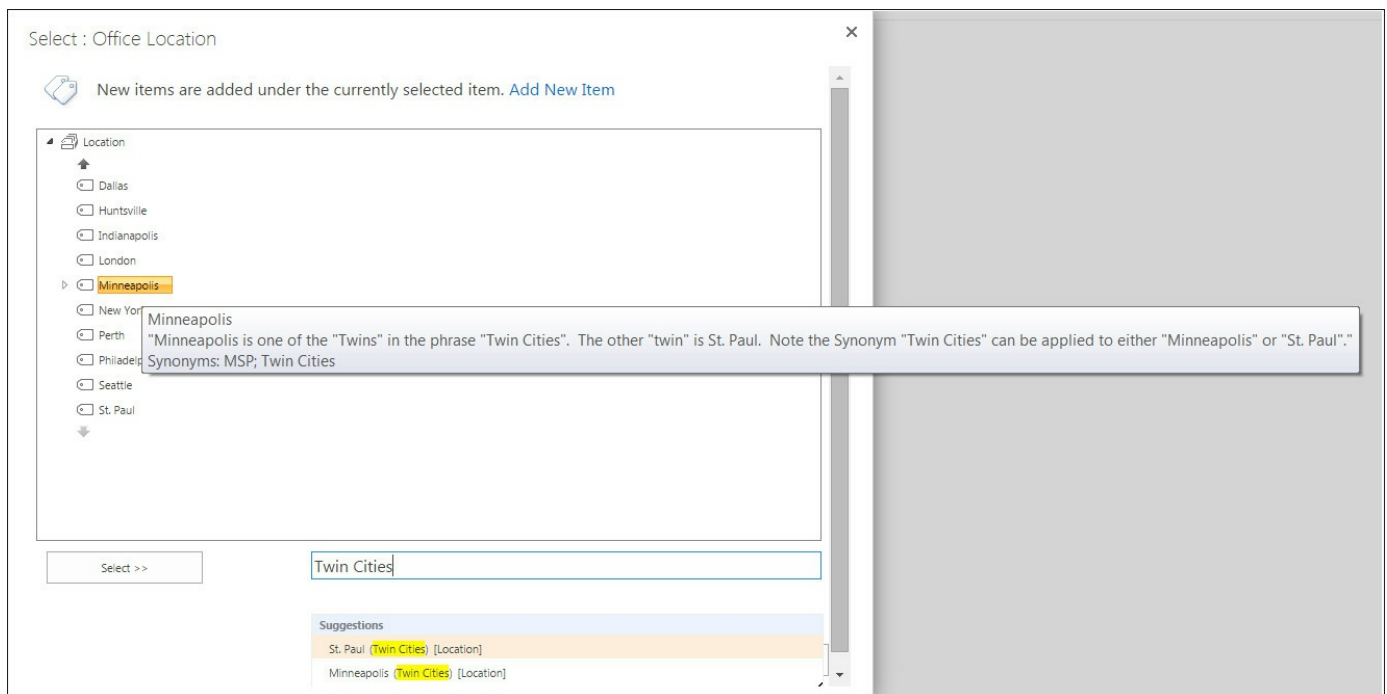 Select : Office Location
New items are added under the currently selected item. Add New Item
Location
Dallas
Huntsville
Indianapolis
London
Minneapolis
New Yor
Minneapolis
"Minneapolis is one of the "Twins" in the phrase "Twin Cities". The other "twin" is St. Paul. Note the Synonym "Twin Cities" can be applied to either "Minneapolis" or "St. Paul"."
Synonyms: MSP; Twin Cities
Perth
Philadelp
Seattle
St. Paul
Select >>
Twin Cities
Suggestions
St. Paul (Twin Cities) [Location]
Minneapolis (Twin Cities) [Location]